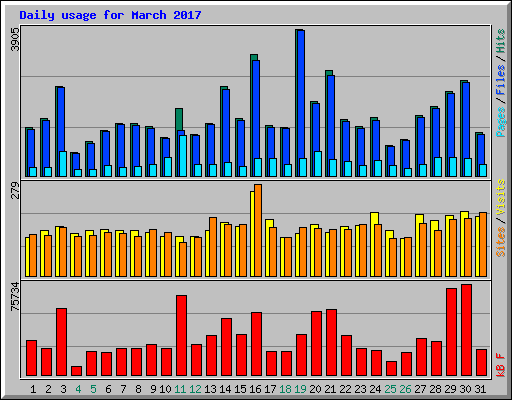 Daily usage for March 2017
3905
Pages/Files/Hits
279
Sites/Visits
75734
kB F
1 2 3 4 5 6 7 8 9 10 11 12 13 14 15 16 17 18 19 20 21 22 23 24 25 26 27 28 29 30 31